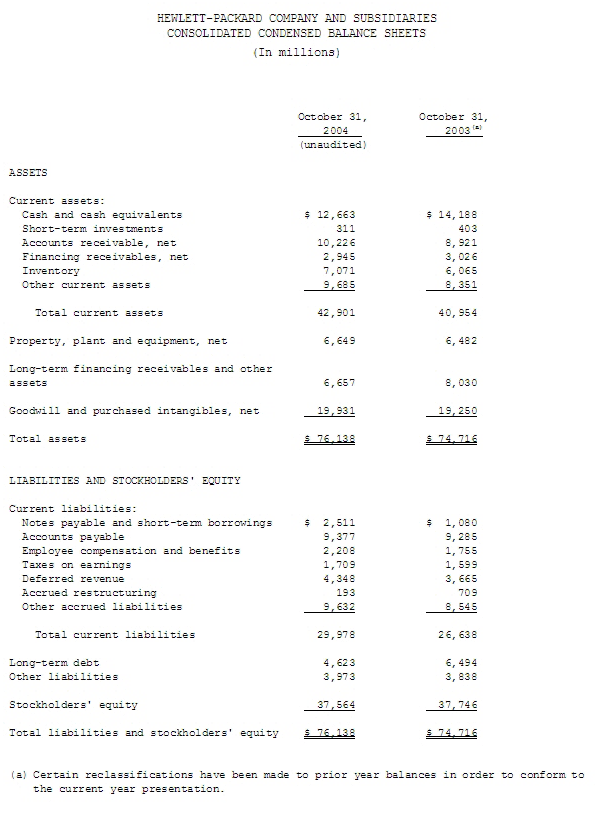 HEWLETT-PACKARD COMPANY AND SUBSIDIARIES
CONSOLIDATED CONDENSED BALANCE SHEETS
(In millions)
October 31, October 31,
2004 2003 (a)
(unaudited)
ASSETS
Current assets:
Cash and cash equivalents $ 12,663 $ 14,188
Short-term investments 311 403
Accounts receivable, net 10,226 8,921
Financing receivables, net 2,945 3,026
Inventory 7,071 6,065
Other current assets 9,685 8,351
Total current assets 42,901 40,954
Property, plant and equipment, net 6,649 6,482
Long-term financing receivables and other
assets 6,657 8,030
Goodwill and purchased intangibles, net 19,931 19,250
Total assets $ 76,138 $ 74,716
LIABILITIES AND STOCKHOLDERS' EQUITY
Current liabilities:
Notes payable and short-term borrowings $ 2,511 $ 1,080
Accounts payable 9,377 9,285
Employee compensation and benefits 2,208 1,755
Taxes on earnings 1,709 1,599
Deferred revenue 4,348 3,665
Accrued restructuring 193 709
Other accrued liabilities 9,632 8,545
Total current liabilities 29,978 26,638
Long-term debt 4,623 6,494
Other liabilities 3,973 3,838
Stockholders' equity 37,564 37,746
Total liabilities and stockholders' equity $ 76,138 $ 74,716
(a) Certain reclassifications have been made to prior year balances in order to conform to
the current year presentation.